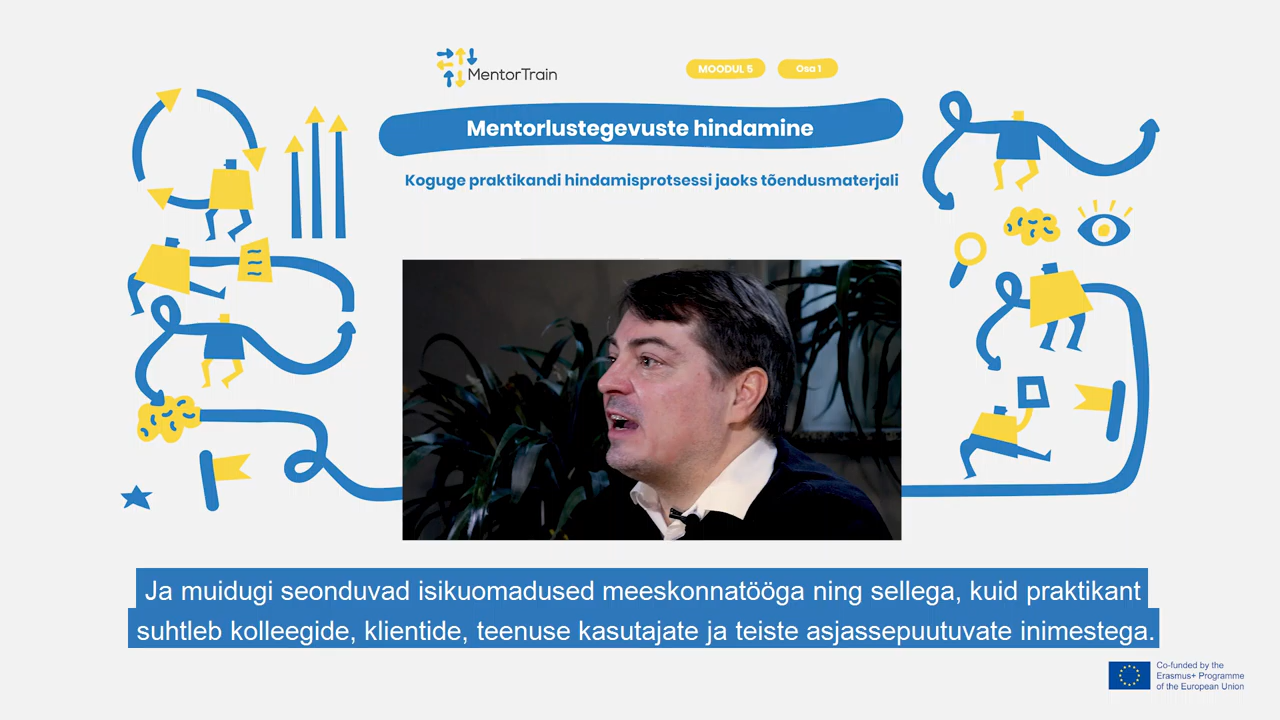 MentorTrain
MOODUL 5
Osa 1
Mentorlustegevuste hindamine
Koguge praktikandi hindamisprotsessi jaoks tõendusmaterjali
Ja muidugi seonduvad isikuomadused meeskonnatööga ning sellega, kuid praktikant
suhtleb kolleegide, klientide, teenuse kasutajate ja teiste asjassepuutuvate inimestega.
Co-funded by the
Erasmus+ Programme
of the European Union